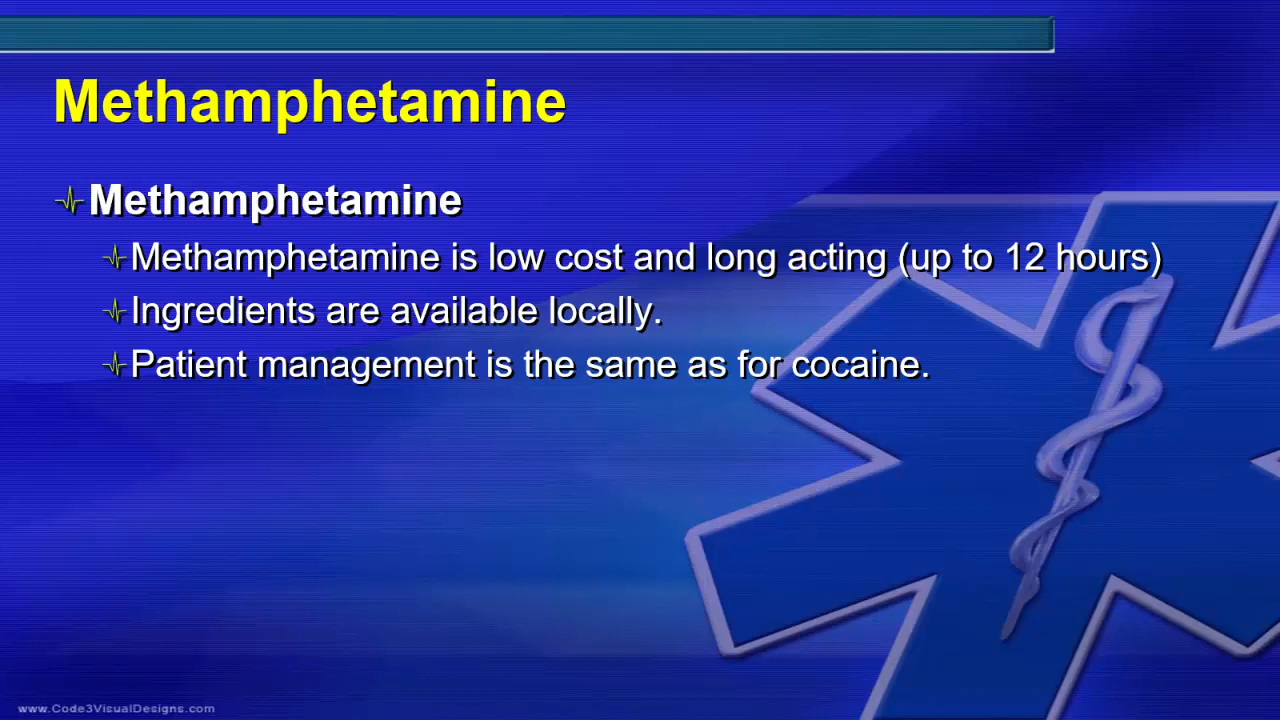 Methamphetamine
Methamphetamine
Methamphetamine is low cost and long acting (up to 12 hours)
Ingredients are available locally.
Patient management is the same as for cocaine.
www.Code3VisualDesigns.com